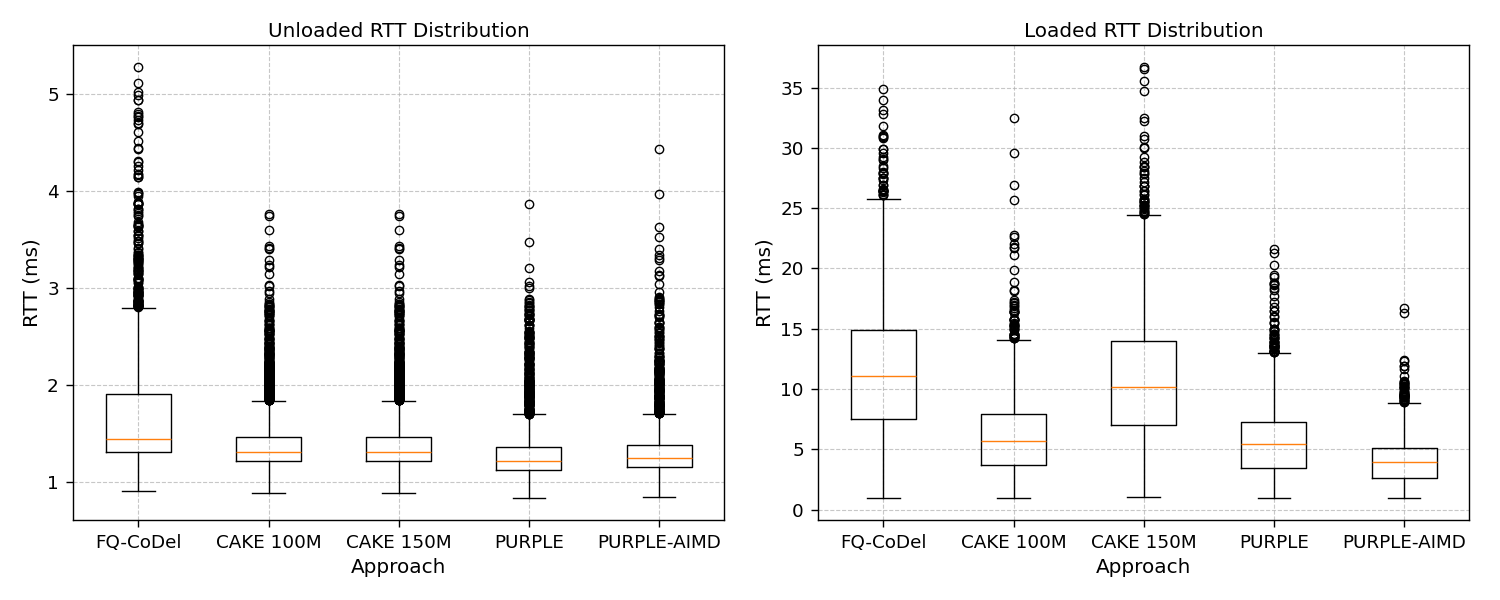 Unloaded RTT Distribution
RTT (ms)
5
4
3
2
1
FQ-CoDel CAKE 100M CAKE 150M PURPLE PURPLE-AIMD
Approach
Loaded RTT Distribution
RTT (ms)
35
30
25
20
15
10
5
0
FQ-CoDel CAKE 100M CAKE 150M PURPLE PURPLE-AIMD
Approach